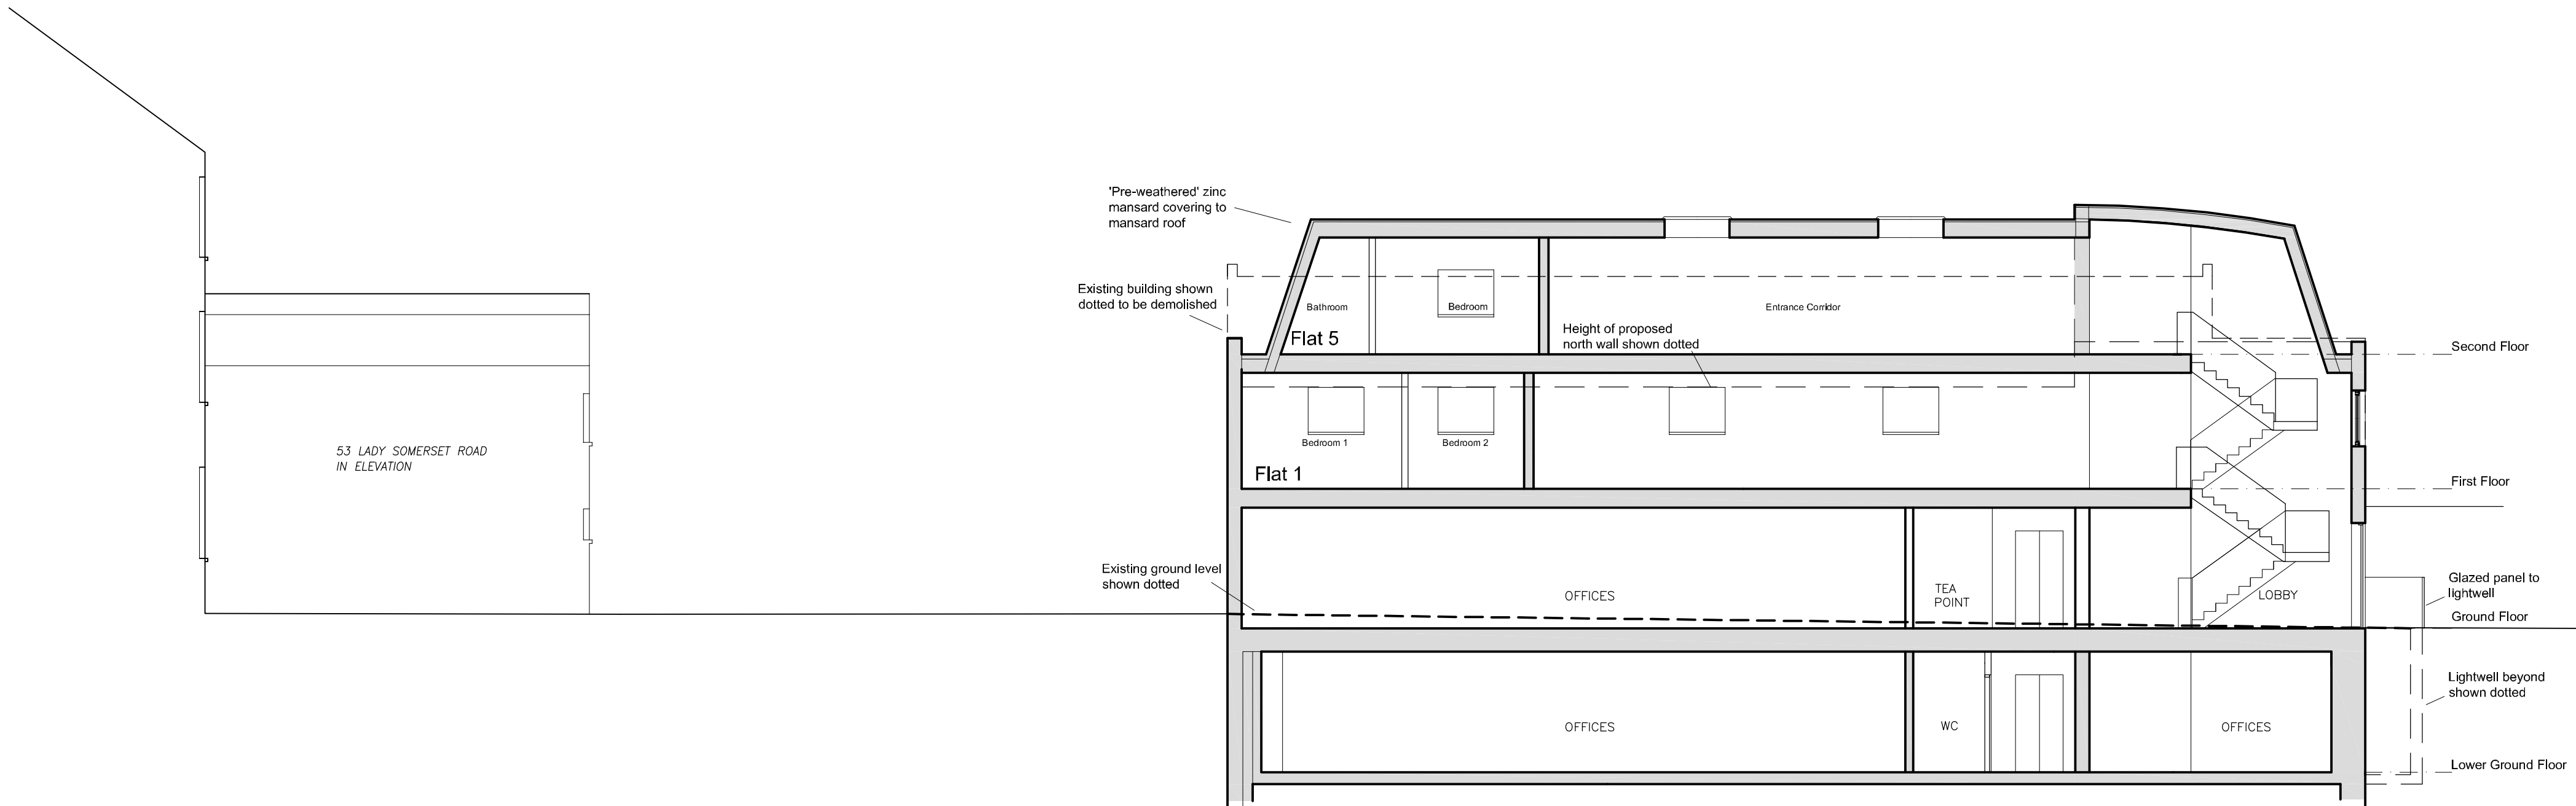 'Pre-weathered' zinc
mansard covering to
mansard roof
Existing building shown
dotted to be demolished
Bathroom
Bedroom
Entrance Corridor
Flat 5
Height of proposed
north wall shown dotted
Second Floor
53 LADY SOMERSET ROAD
IN ELEVATION
Bedroom 1
Bedroom 2
Flat 1
First Floor
Existing ground level
shown dotted
OFFICES
TEA
POINT
LOBBY
Glazed panel to
lightwell
Ground Floor
Lightwell beyond
shown dotted
OFFICES
WC
OFFICES
Lower Ground Floor